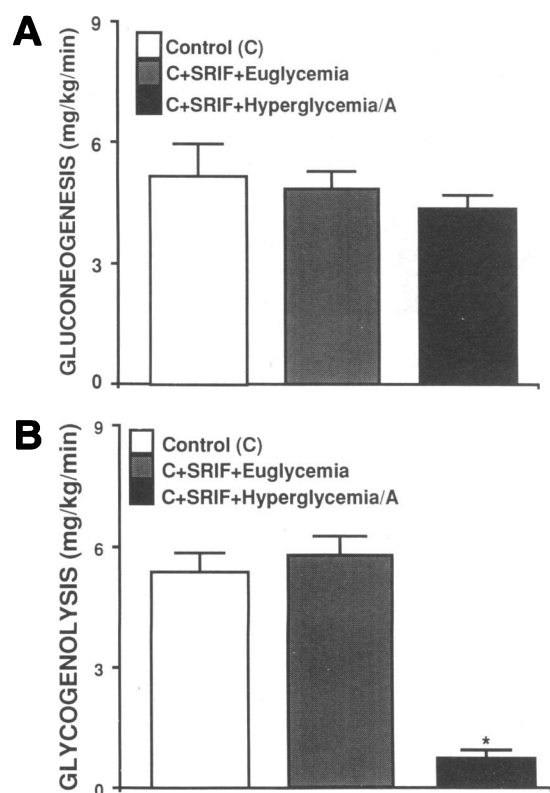 A
GLUCONEOGENESIS (mg/kg/min)
9
6
3
0
Control (C)
C+SRIF+Euglycemia
C+SRIF+Hyperglycemia/A
B
GLYCOGENOLYSIS (mg/kg/min)
9
6
3
0
Control (C)
C+SRIF+Euglycemia
C+SRIF+Hyperglycemia/A
*